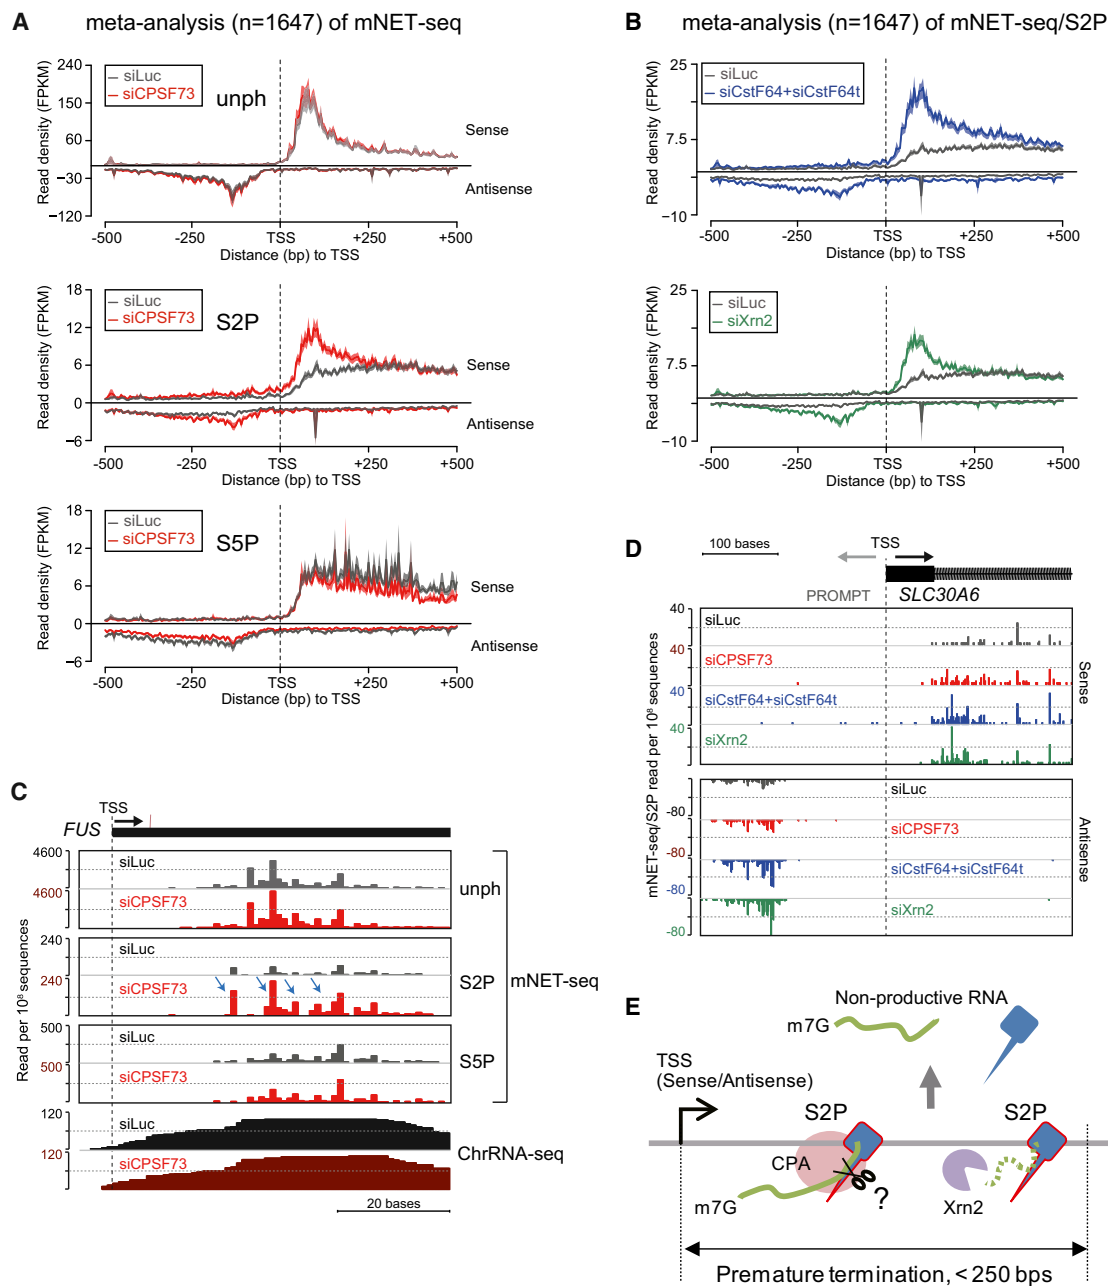 A
meta-analysis (n=1647) of mNET-seq
Read density (FPKM)
240
150
60
−30
−120
siLuc
siCPSF73
unph
Sense
Antisense
-500
-250
TSS
+250
+500
Distance (bp) to TSS
Read density (FPKM)
18
12
6
0
−6
siLuc
siCPSF73
S2P
Sense
Antisense
-500
-250
TSS
+250
+500
Distance (bp) to TSS
Read density (FPKM)
18
12
6
0
−6
siLuc
siCPSF73
S5P
Sense
Antisense
-500
-250
TSS
+250
+500
Distance (bp) to TSS
B
meta-analysis (n=1647) of mNET-seq/S2P
Read density (FPKM)
25
7.5
−10
siLuc
siCstF64+siCstF64t
-500
-250
TSS
+250
+500
Distance (bp) to TSS
Read density (FPKM)
25
7.5
−10
siLuc
siXrn2
-500
-250
TSS
+250
+500
Distance (bp) to TSS
C
TSS
FUS
Read per 10⁸ sequences
4600
siLuc
4600
siCPSF73
unph
240
siLuc
240
siCPSF73
S2P
mNET-seq
500
siLuc
500
siCPSF73
S5P
120
siLuc
120
siCPSF73
ChrRNA-seq
20 bases
D
100 bases
TSS
PROMPT
SLC30A6
mNET-seq/S2P read per 10⁸ sequences
40
siLuc
40
siCPSF73
40
siCstF64+siCstF64t
40
siXrn2
Sense
-80
siLuc
-80
siCPSF73
-80
siCstF64+siCstF64t
-80
siXrn2
Antisense
E
Non-productive RNA
m7G
TSS
(Sense/Antisense)
S2P
S2P
CPA
?
m7G
Xrn2
Premature termination, < 250 bps